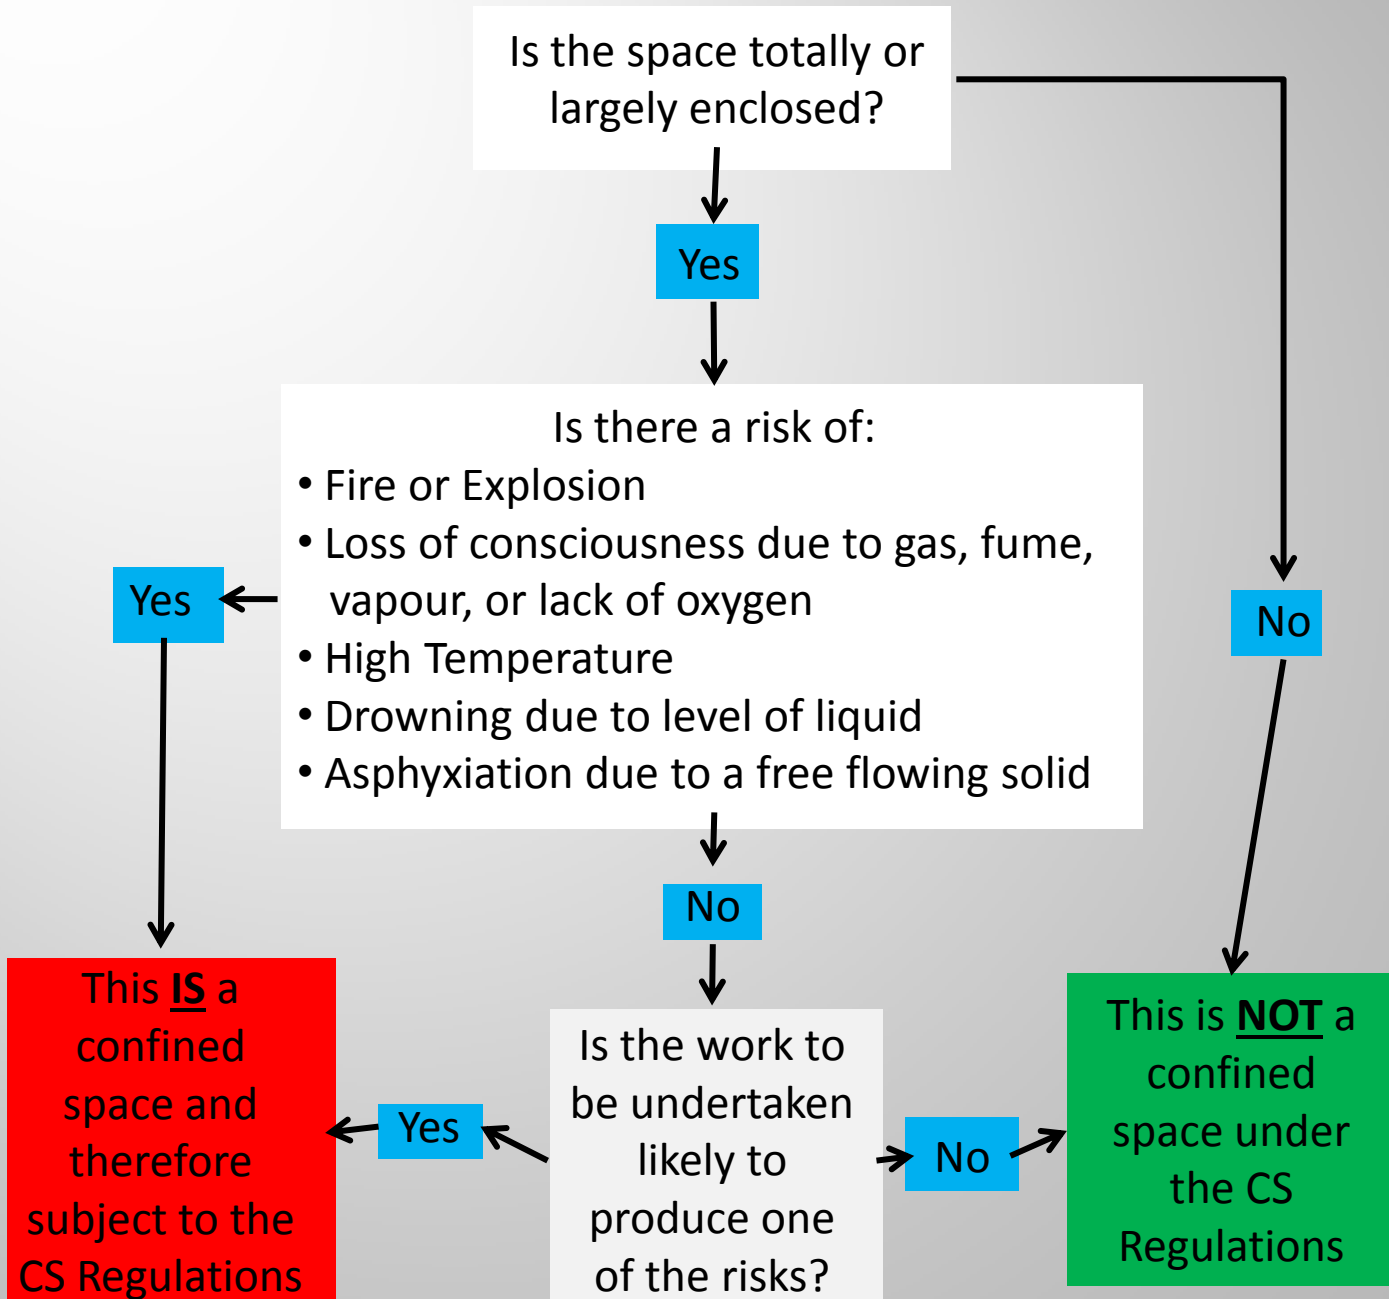 Is the space totally or
largely enclosed?
Yes
Is there a risk of:
• Fire or Explosion
• Loss of consciousness due to gas, fume,
vapour, or lack of oxygen
• High Temperature
• Drowning due to level of liquid
• Asphyxiation due to a free flowing solid
Yes
No
No
This IS a
confined
space and
therefore
subject to the
CS Regulations
Yes
Is the work to
be undertaken
likely to
produce one
of the risks?
No
This is NOT a
confined
space under
the CS
Regulations